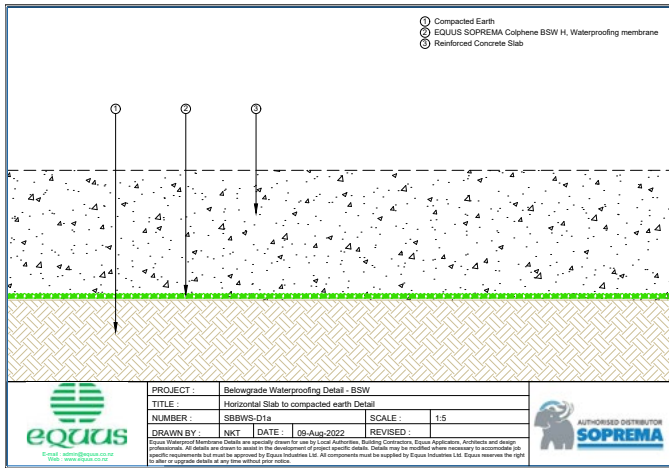 1 Compacted Earth
2 EQUUS SOPREMA Colphene BSW H, Waterproofing membrane
3 Reinforced Concrete Slab
1 2 3
PROJECT : Belowgrade Waterproofing Detail - BSW
TITLE : Horizontal Slab to compacted earth Detail
NUMBER : SBBWS-D1a SCALE : 1:5
DRAWN BY : NKT DATE : 09-Aug-2022 REVISED :
Equus Waterproof Membrane Details are specially drawn for use by Local Authorities, Building Contractors, Equus Applicators, Architects and design
professionals. All details are drawn to assist in the development of project specific details. Details may be modified where necessary to accomodate job
specific requirements but must be approved by Equus Industries Ltd. All components must be supplied by Equus Industries Ltd. Equus reserves the right
to alter or upgrade details at any time without prior notice.
equus
E-mail : admin@equus.co.nz
Web : www.equus.co.nz
AUTHORISED DISTRIBUTOR
SOPREMA